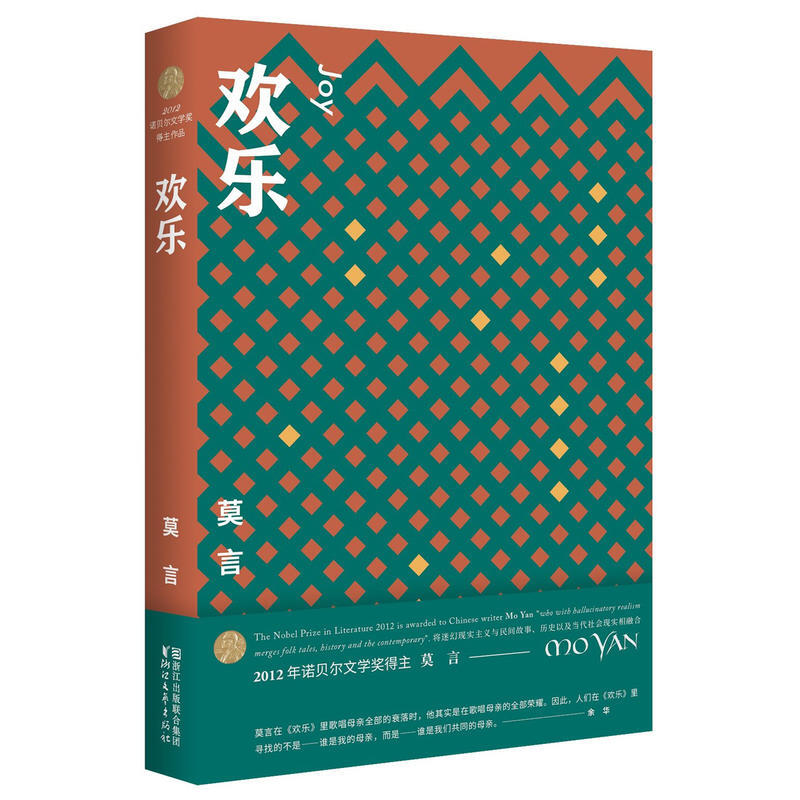 2012
诺贝尔文学奖
得主作品
欢乐
莫言
浙江出版联合集团
浙江文艺出版社
欢乐
Joy
莫言
The Nobel Prize in Literature 2012 is awarded to Chinese writer Mo Yan "who with hallucinatory realism
merges folk tales, history and the contemporary". 将迷幻现实主义与民间故事、历史以及当代社会现实相融合
2012 年诺贝尔文学奖得主 莫 言 —— MO YAN
莫言在《欢乐》里歌唱母亲全部的衰落时，他其实是在歌唱母亲的全部荣耀。因此，人们在《欢乐》里
寻找的不是——谁是我的母亲，而是——谁是我们共同的母亲。—— 余 华